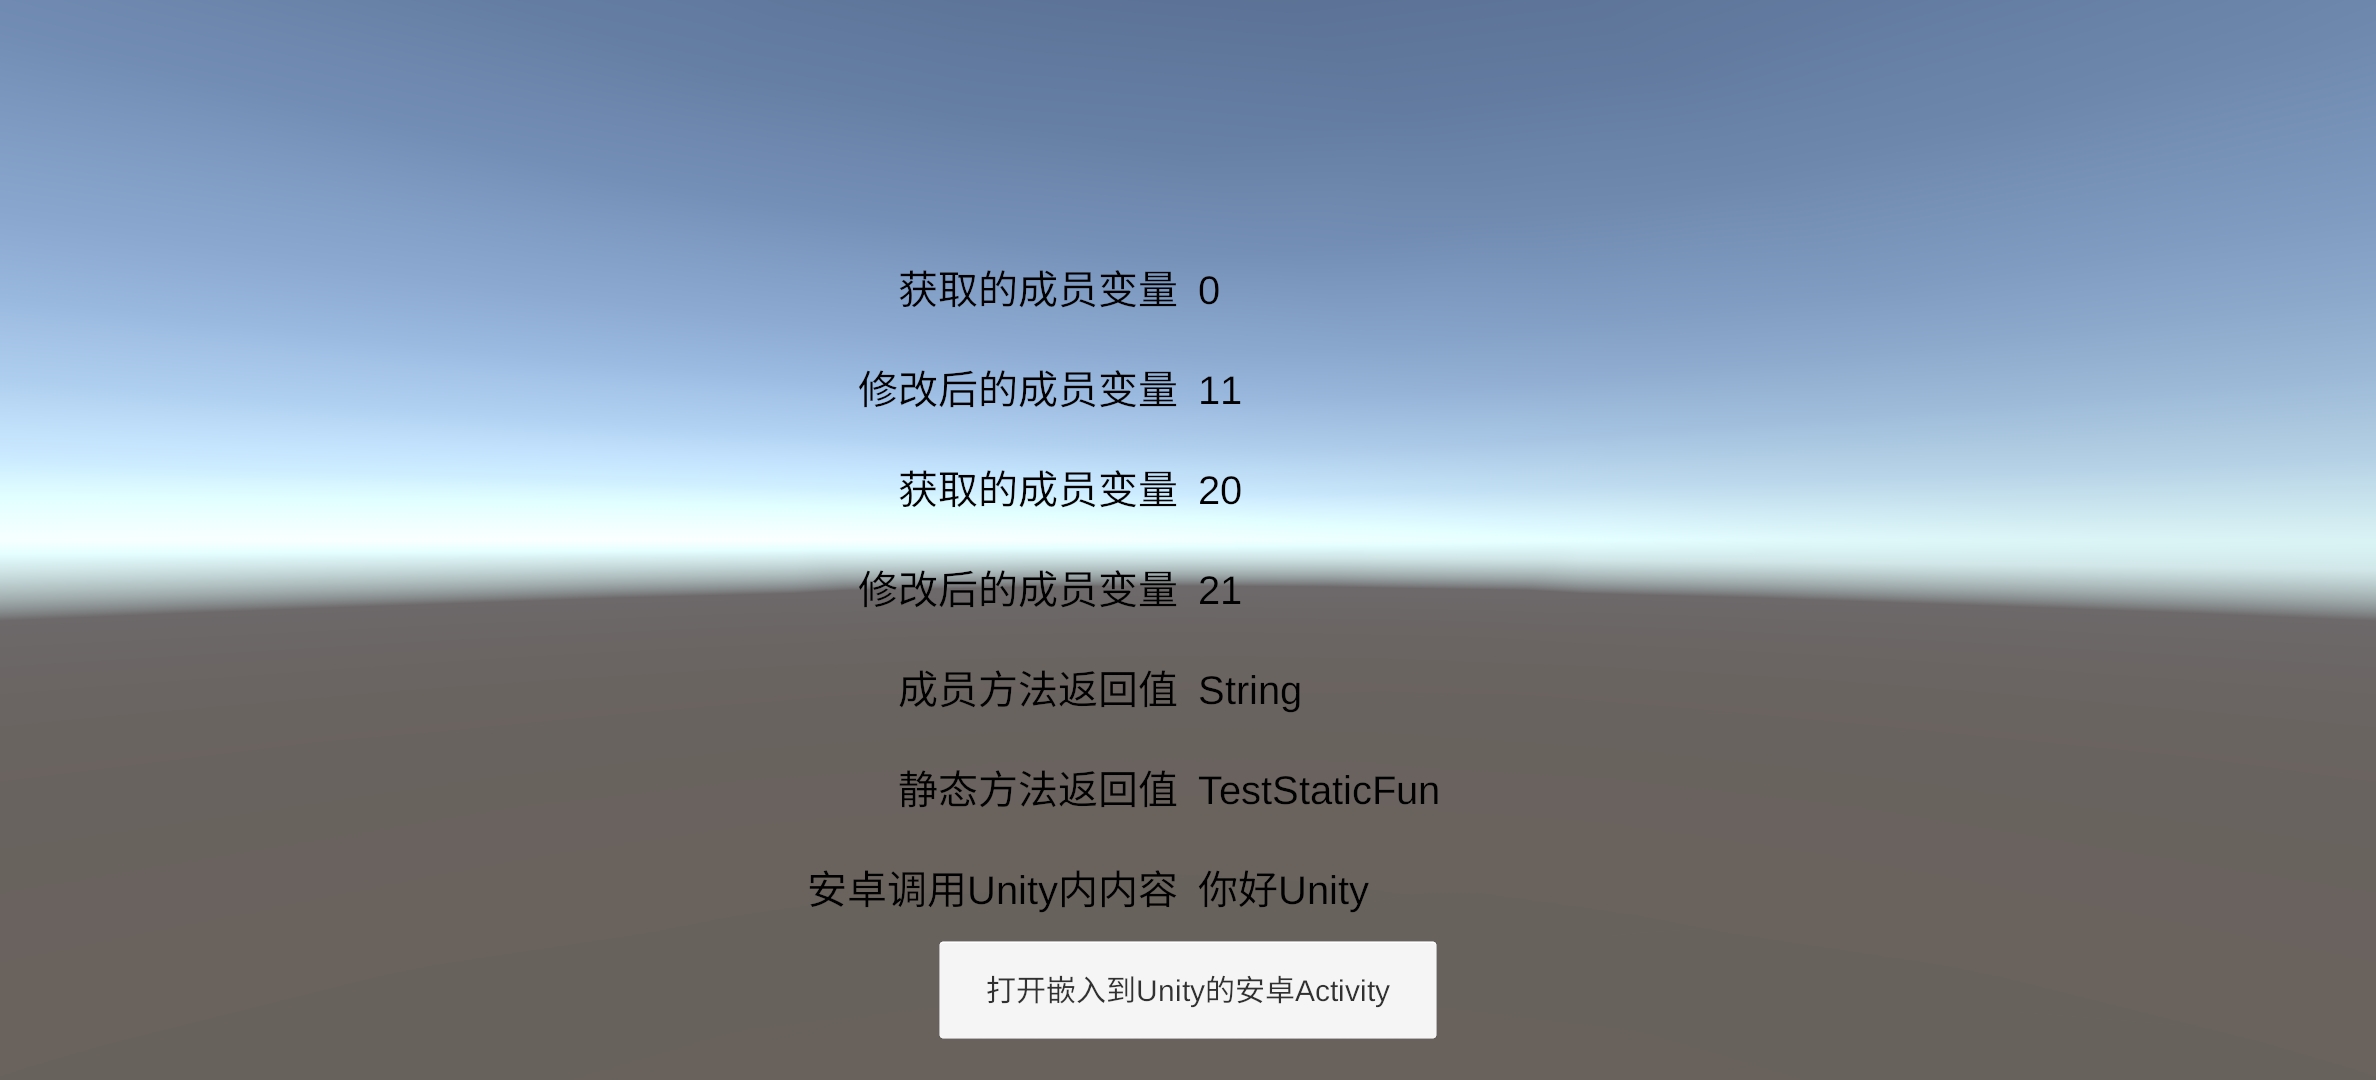 获取的成员变量 0
修改后的成员变量 11
获取的成员变量 20
修改后的成员变量 21
成员方法返回值 String
静态方法返回值 TestStaticFun
安卓调用Unity内内容 你好Unity
打开嵌入到Unity的安卓Activity